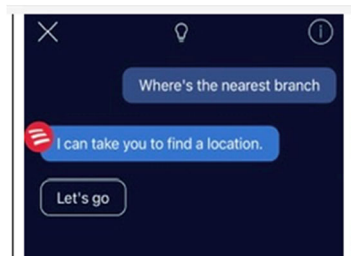 Where's the nearest branch
I can take you to find a location.
Let's go